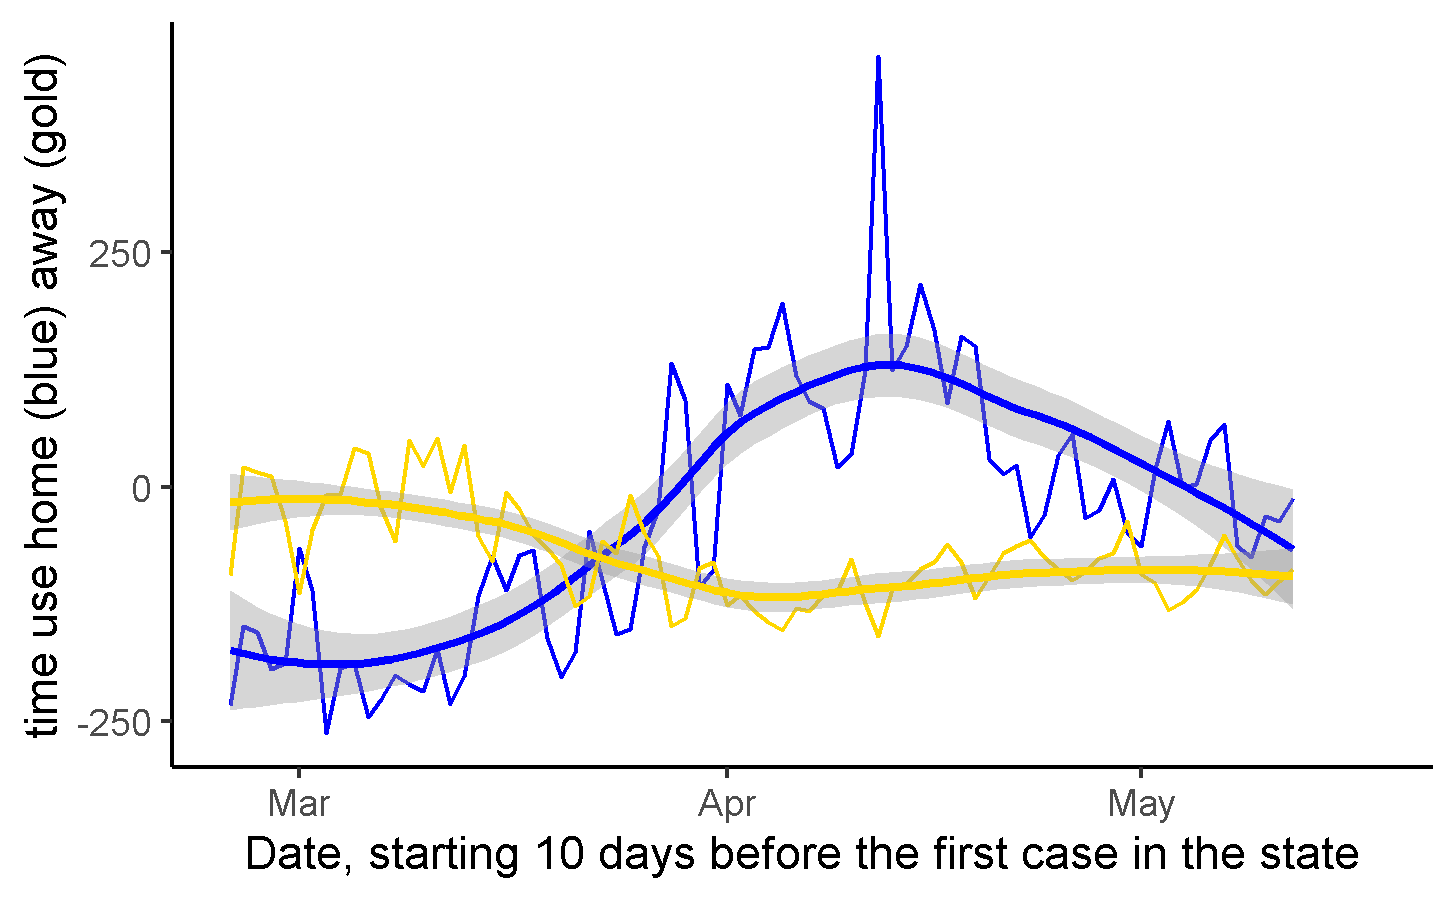 time use home (blue) away (gold)
250
0
-250
Mar
Apr
May
Date, starting 10 days before the first case in the state